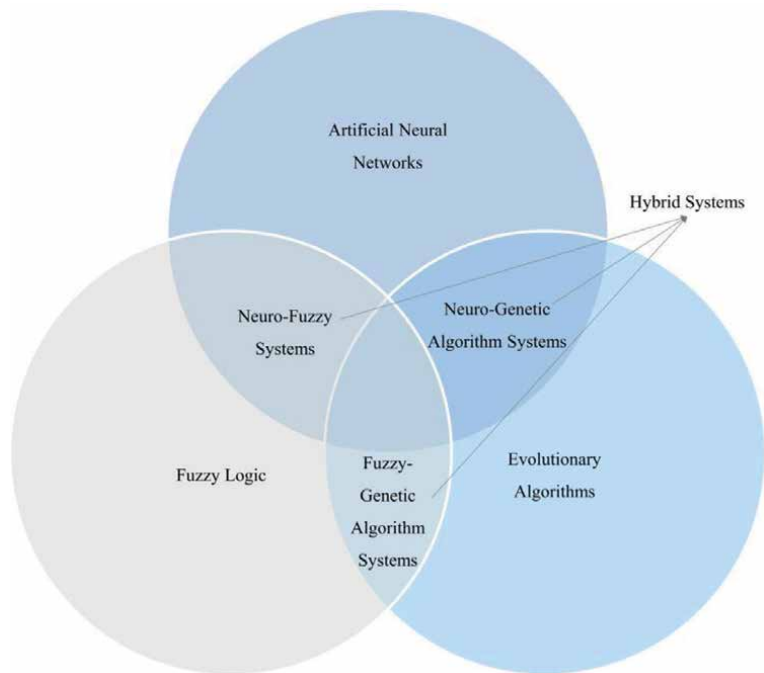 Artificial Neural
Networks
Hybrid Systems
Neuro-Fuzzy
Systems
Neuro-Genetic
Algorithm Systems
Fuzzy Logic
Fuzzy-
Genetic
Algorithm
Systems
Evolutionary
Algorithms